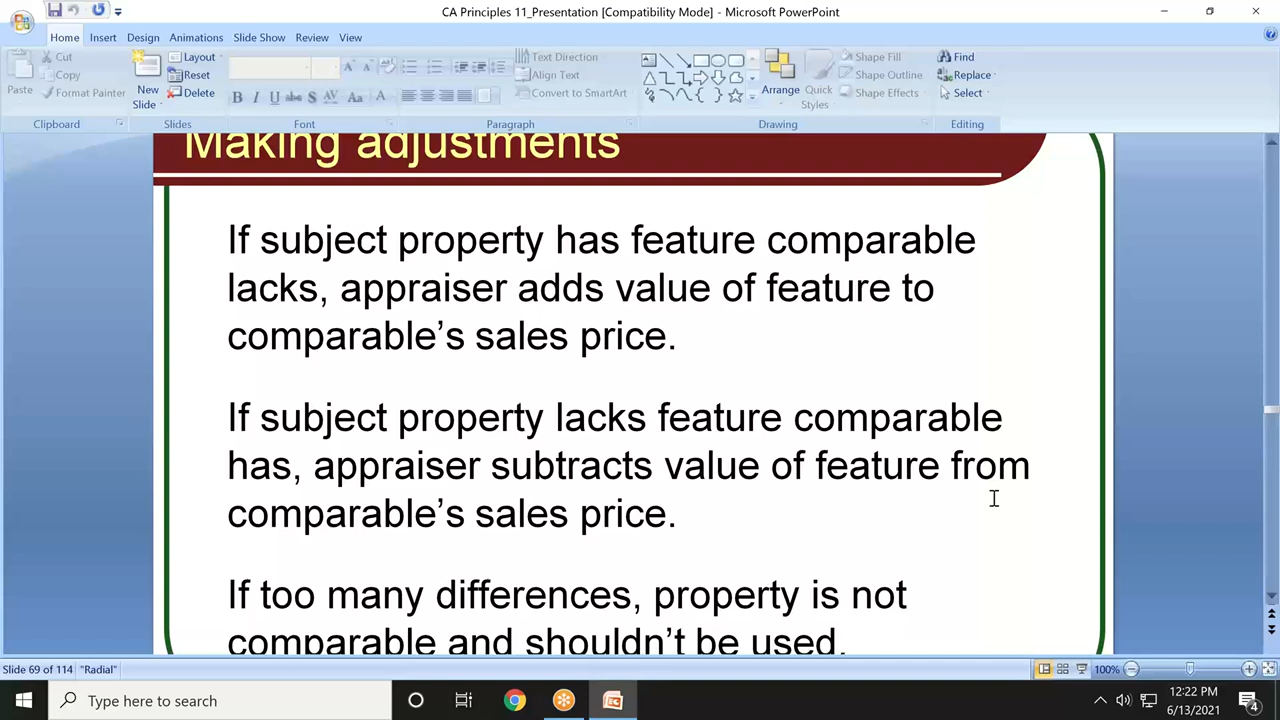 CA Principles 11_Presentation [Compatibility Mode] - Microsoft PowerPoint
Home Insert Design Animations Slide Show Review View
Paste
Cut
Copy
Format Painter
Clipboard
New
Slide
Layout
Reset
Delete
Slides
B I U abc S AV Aa A
Font
Text Direction
Align Text
Convert to SmartArt
Paragraph
Arrange
Quick
Styles
Shape Fill
Shape Outline
Shape Effects
Drawing
Find
Replace
Select
Editing
Making adjustments
If subject property has feature comparable
lacks, appraiser adds value of feature to
comparable’s sales price.
If subject property lacks feature comparable
has, appraiser subtracts value of feature from
comparable’s sales price.
If too many differences, property is not
comparable and shouldn’t be used.
Slide 69 of 114 "Radial" 100%
Type here to search
12:22 PM
6/13/2021
4